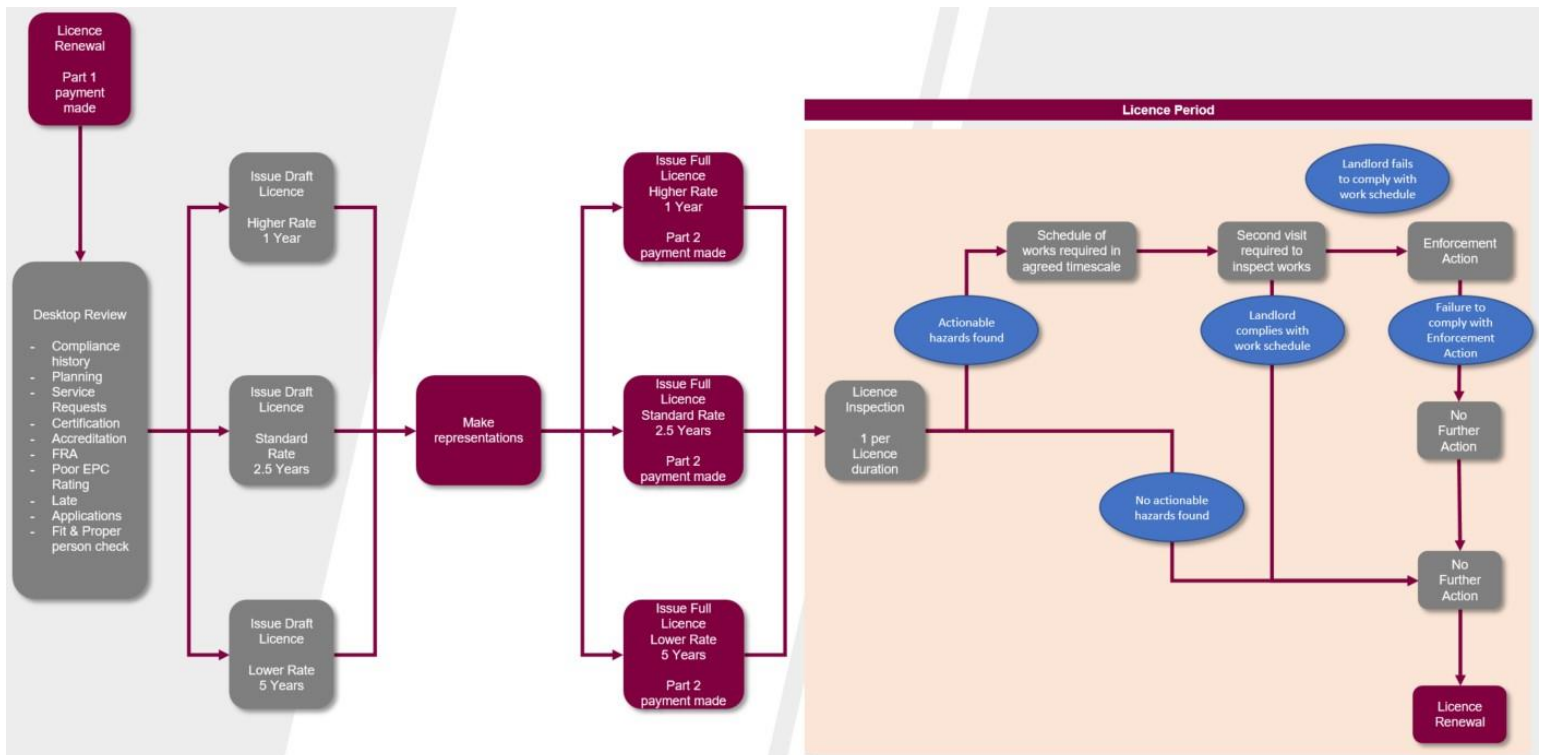 Licence
Renewal
Part 1
payment
made
Desktop Review
- Compliance
history
- Planning
- Service
Requests
- Certification
- Accreditation
- FRA
- Poor EPC
Rating
- Late
- Applications
- Fit & Proper
person check
Issue Draft
Licence
Higher Rate
1 Year
Issue Draft
Licence
Standard
Rate
2.5 Years
Issue Draft
Licence
Lower Rate
5 Years
Make
representations
Issue Full
Licence
Higher Rate
1 Year
Part 2
payment made
Issue Full
Licence
Standard Rate
2.5 Years
Part 2
payment made
Issue Full
Licence
Lower Rate
5 Years
Part 2
payment made
Licence Period
Licence
Inspection
1 per
Licence
duration
Actionable
hazards found
No actionable
hazards found
Schedule of
works required in
agreed timescale
Second visit
required to
inspect works
Landlord
complies with
work schedule
Landlord fails
to comply with
work schedule
Enforcement
Action
Failure to
comply with
Enforcement
Action
No
Further
Action
No
Further
Action
Licence
Renewal